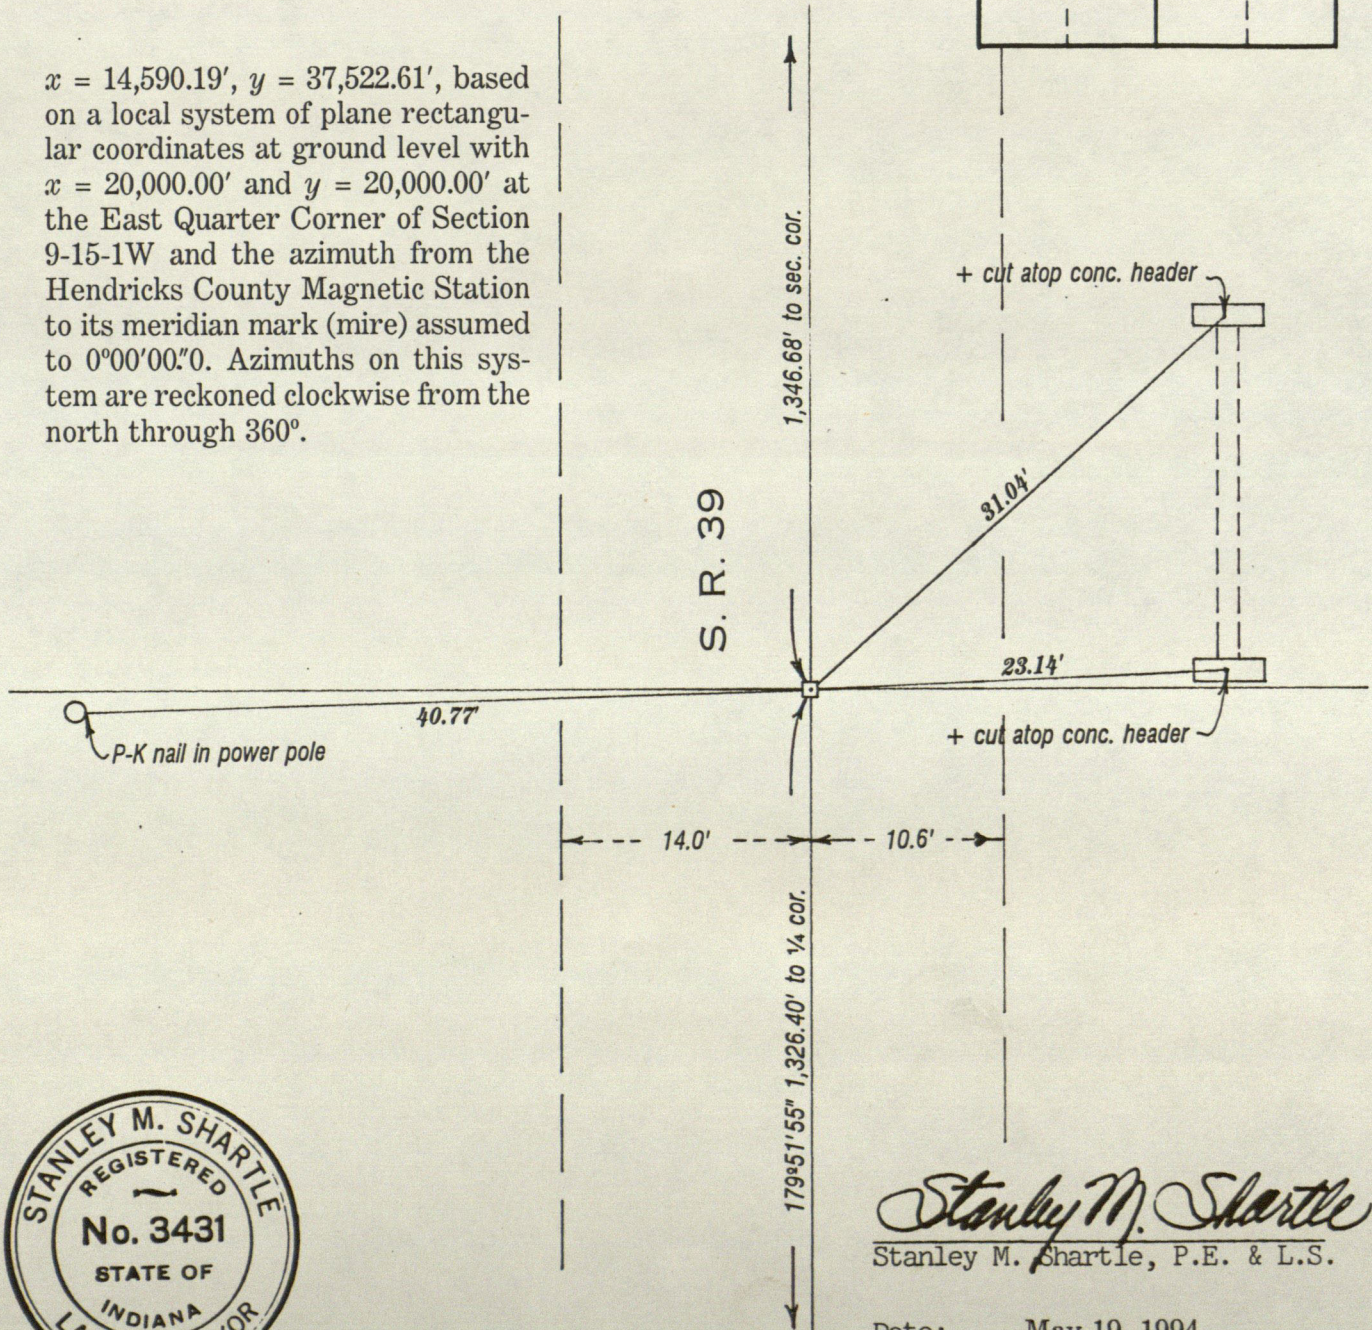 x = 14,590.19', y = 37,522.61', based
on a local system of plane rectangu-
lar coordinates at ground level with
x = 20,000.00' and y = 20,000.00' at
the East Quarter Corner of Section
9-15-1W and the azimuth from the
Hendricks County Magnetic Station
to its meridian mark (mire) assumed
to 0°00'00."0. Azimuths on this sys-
tem are reckoned clockwise from the
north through 360°.
1,346.68' to sec. cor.
+ cut atop conc. header
31.04'
S. R. 39
23.14'
40.77'
P-K nail in power pole
+ cut atop conc. header
14.0'
10.6'
179°51'55" 1,326.40' to ¼ cor.
STANLEY M. SHARTLE
REGISTERED
No. 3431
STATE OF
INDIANA
Stanley M. Shartle
Stanley M. Shartle, P.E. & L.S.
Date: May 19, 1994